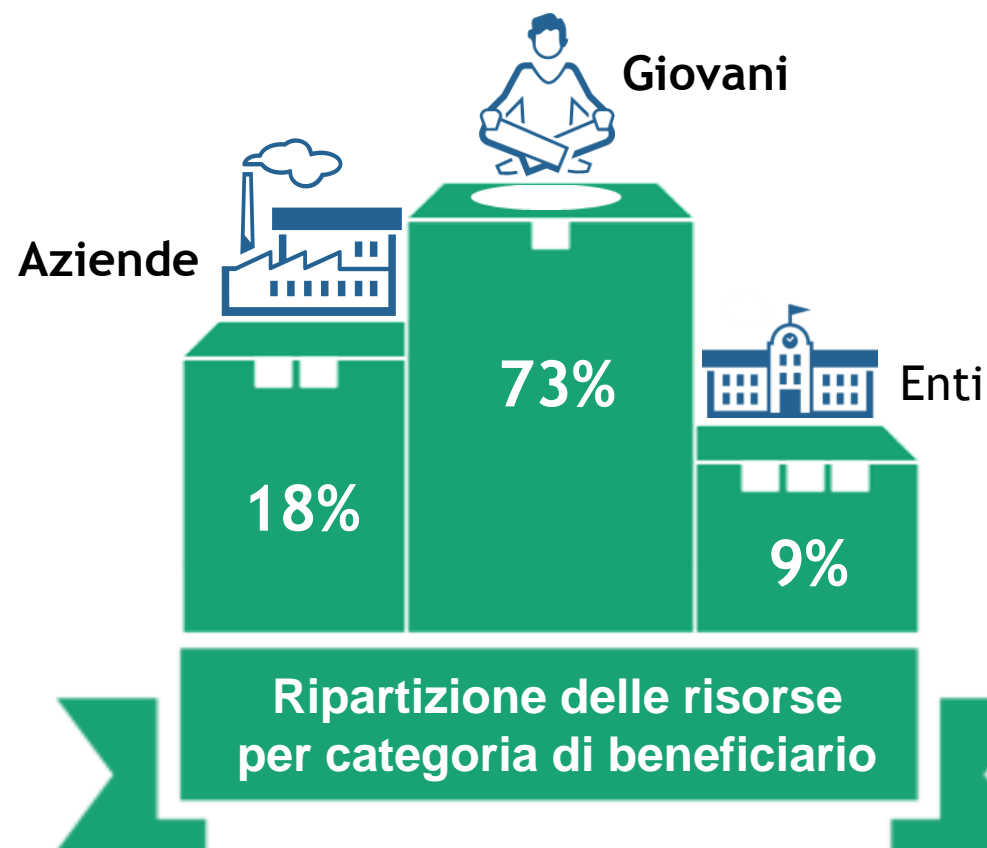 Giovani
Aziende
73%
Enti
18%
9%
Ripartizione delle risorse
per categoria di beneficiario